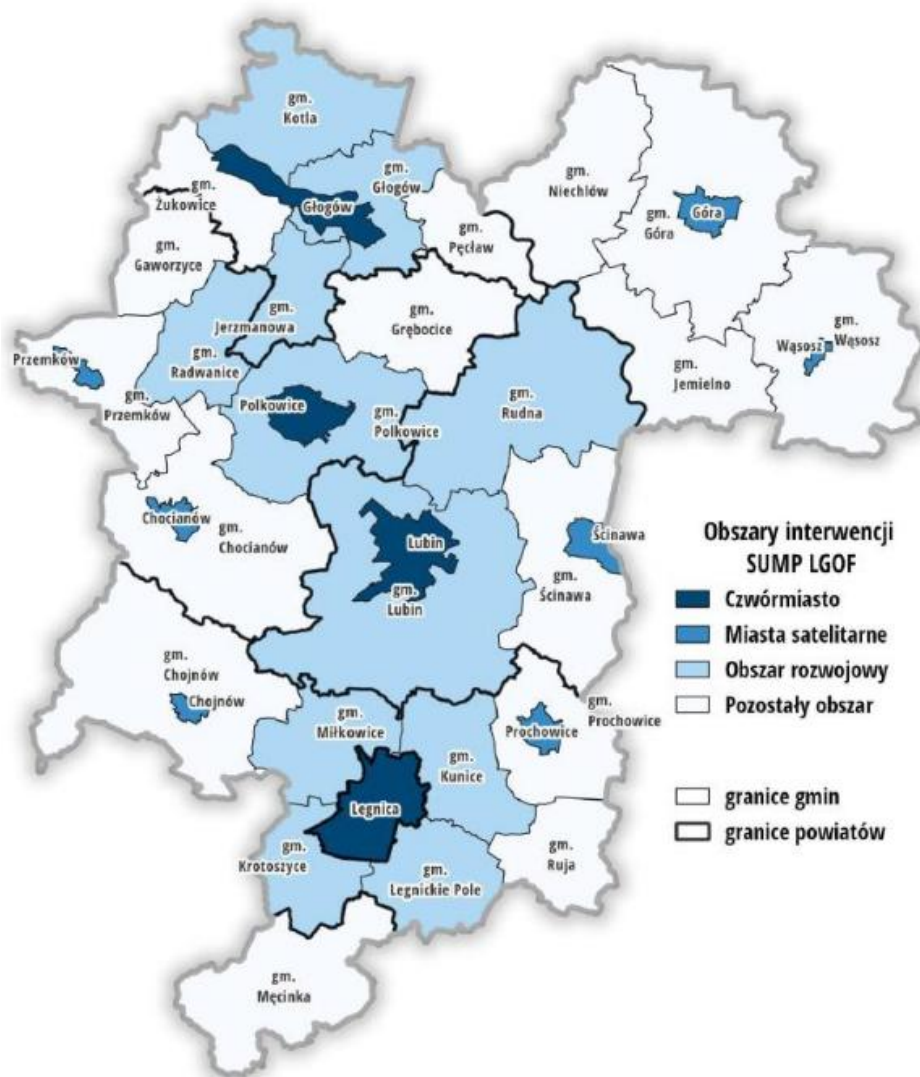 gm.
Kotla
gm.
Głogów
Głogów
gm.
Żukowice
gm.
Gaworzyce
gm.
Pęcław
gm.
Niechlów
gm.
Góra
Góra
gm.
Grębocice
Jerzmanowa
gm.
gm.
Radwanice
Przemków
gm.
Przemków
Polkowice
gm.
Polkowice
gm.
Rudna
gm.
Jemielno
Wąsosz
gm.
Wąsosz
Chocianów
gm.
Chocianów
Lubin
gm.
Lubin
Ścinawa
gm.
Ścinawa
gm.
Chojnów
Chojnów
gm.
Miłkowice
gm.
Kunice
Prochowice
gm.
Prochowice
Legnica
gm.
Krotoszyce
gm.
Legnickie Pole
gm.
Ruja
gm.
Męcinka
Obszary interwencji
SUMP LGOF
Czwórmiasto
Miasta satelitarne
Obszar rozwojowy
Pozostały obszar
granice gmin
granice powiatów